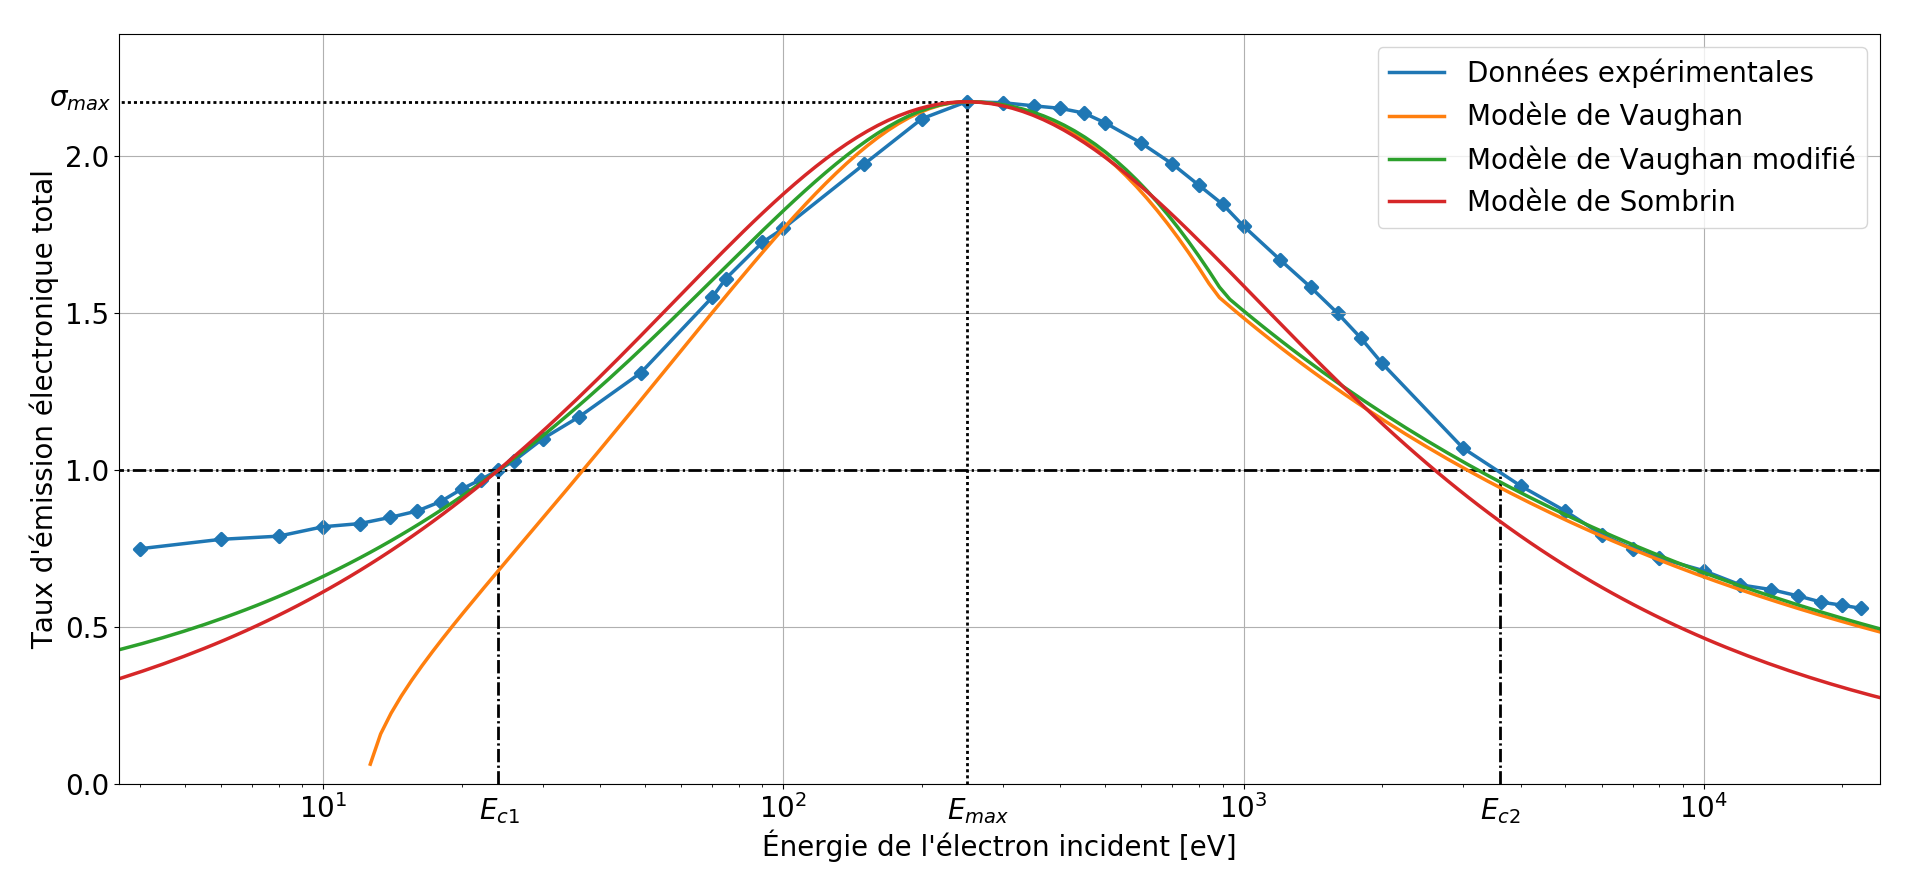 σmax
2.0
1.5
1.0
0.5
0.0
Taux d'émission électronique total
Données expérimentales
Modèle de Vaughan
Modèle de Vaughan modifié
Modèle de Sombrin
10¹ Ec1 10² Emax 10³ Ec2 10⁴
Énergie de l'électron incident [eV]